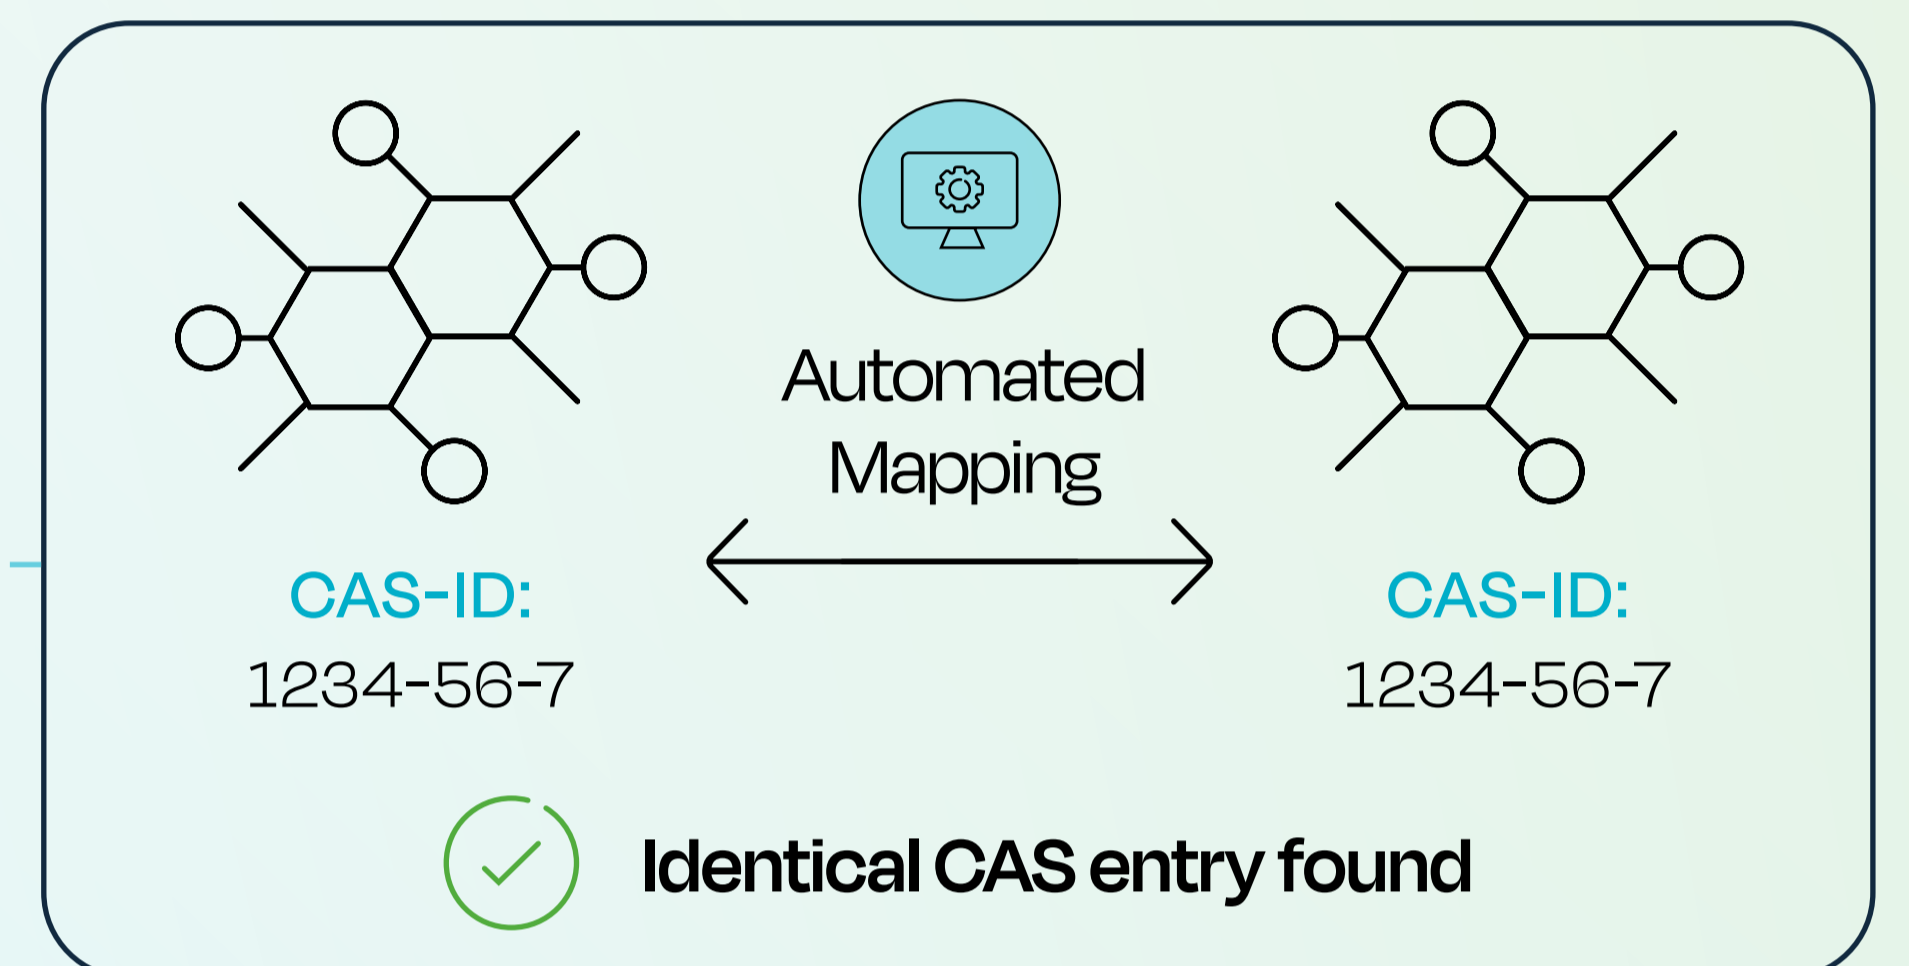 Automated
Mapping
CAS-ID:
1234-56-7
CAS-ID:
1234-56-7
Identical CAS entry found